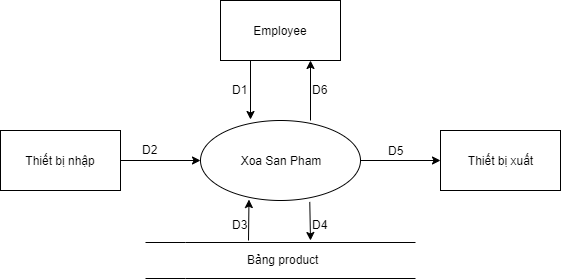 Employee
D1
D6
Thiết bị nhập
D2
Xoa San Pham
D5
Thiết bị xuất
D3
D4
Bảng product